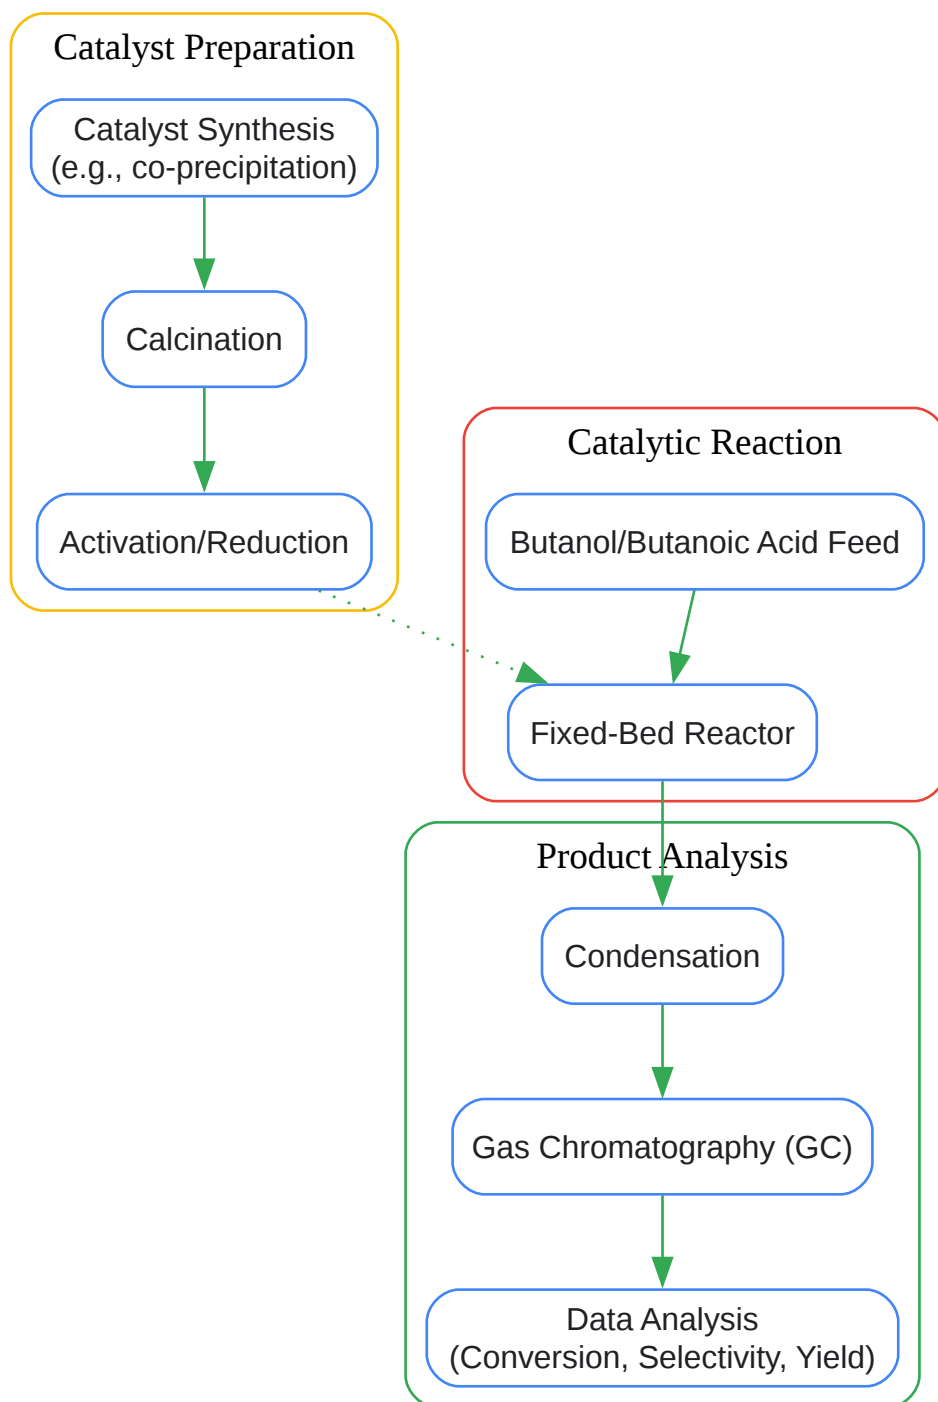 Catalyst Preparation
Catalyst Synthesis
(e.g., co-precipitation)
Calcination
Activation/Reduction
Catalytic Reaction
Butanol/Butanoic Acid Feed
Fixed-Bed Reactor
Product Analysis
Condensation
Gas Chromatography (GC)
Data Analysis
(Conversion, Selectivity, Yield)